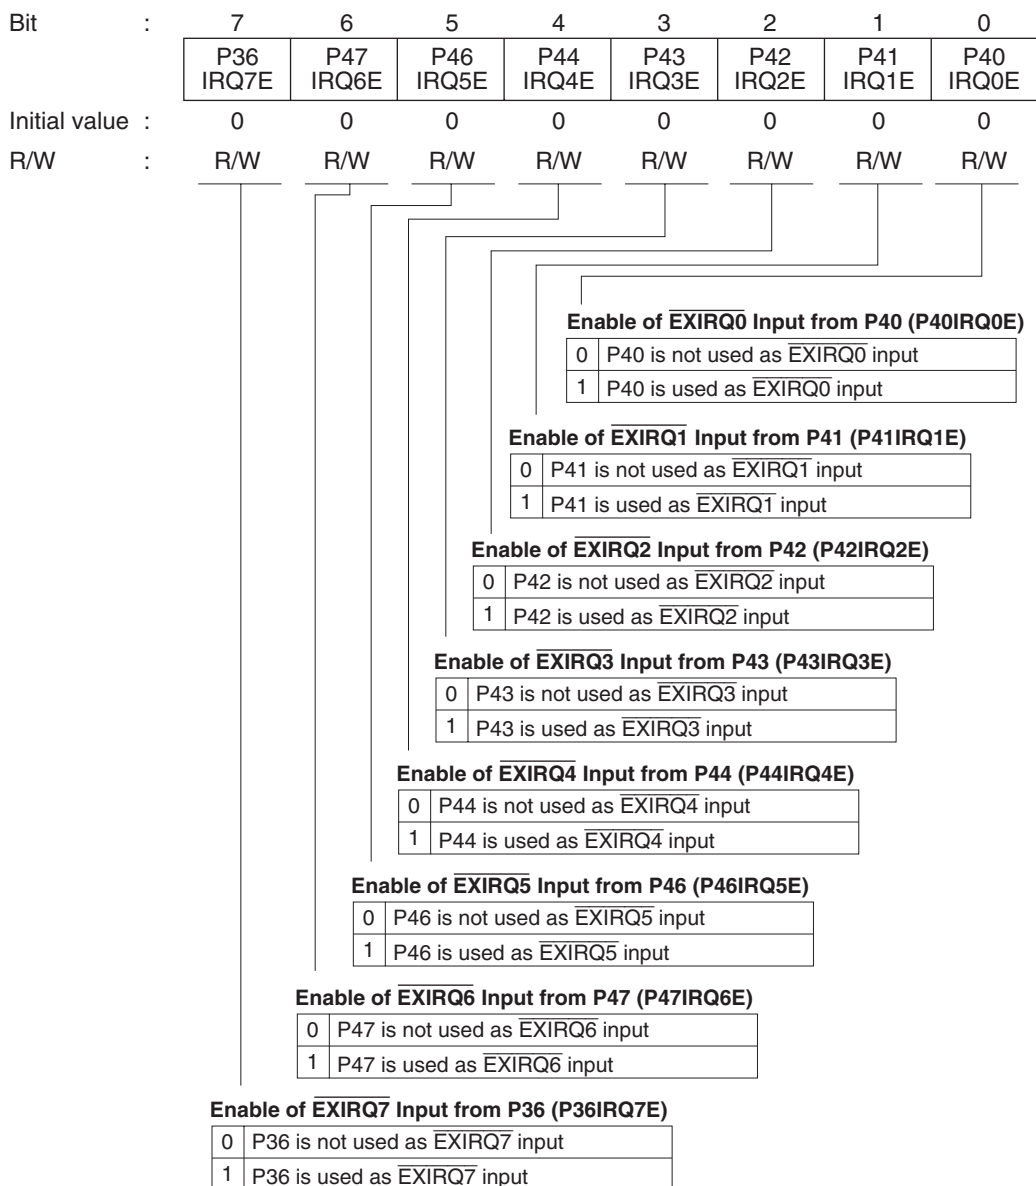 Bit : 7 6 5 4 3 2 1 0
P36 P47 P46 P44 P43 P42 P41 P40
IRQ7E IRQ6E IRQ5E IRQ4E IRQ3E IRQ2E IRQ1E IRQ0E
Initial value : 0 0 0 0 0 0 0 0
R/W : R/W R/W R/W R/W R/W R/W R/W R/W
Enable of EXIRQ0 Input from P40 (P40IRQ0E)
0 P40 is not used as EXIRQ0 input
1 P40 is used as EXIRQ0 input
Enable of EXIRQ1 Input from P41 (P41IRQ1E)
0 P41 is not used as EXIRQ1 input
1 P41 is used as EXIRQ1 input
Enable of EXIRQ2 Input from P42 (P42IRQ2E)
0 P42 is not used as EXIRQ2 input
1 P42 is used as EXIRQ2 input
Enable of EXIRQ3 Input from P43 (P43IRQ3E)
0 P43 is not used as EXIRQ3 input
1 P43 is used as EXIRQ3 input
Enable of EXIRQ4 Input from P44 (P44IRQ4E)
0 P44 is not used as EXIRQ4 input
1 P44 is used as EXIRQ4 input
Enable of EXIRQ5 Input from P46 (P46IRQ5E)
0 P46 is not used as EXIRQ5 input
1 P46 is used as EXIRQ5 input
Enable of EXIRQ6 Input from P47 (P47IRQ6E)
0 P47 is not used as EXIRQ6 input
1 P47 is used as EXIRQ6 input
Enable of EXIRQ7 Input from P36 (P36IRQ7E)
0 P36 is not used as EXIRQ7 input
1 P36 is used as EXIRQ7 input